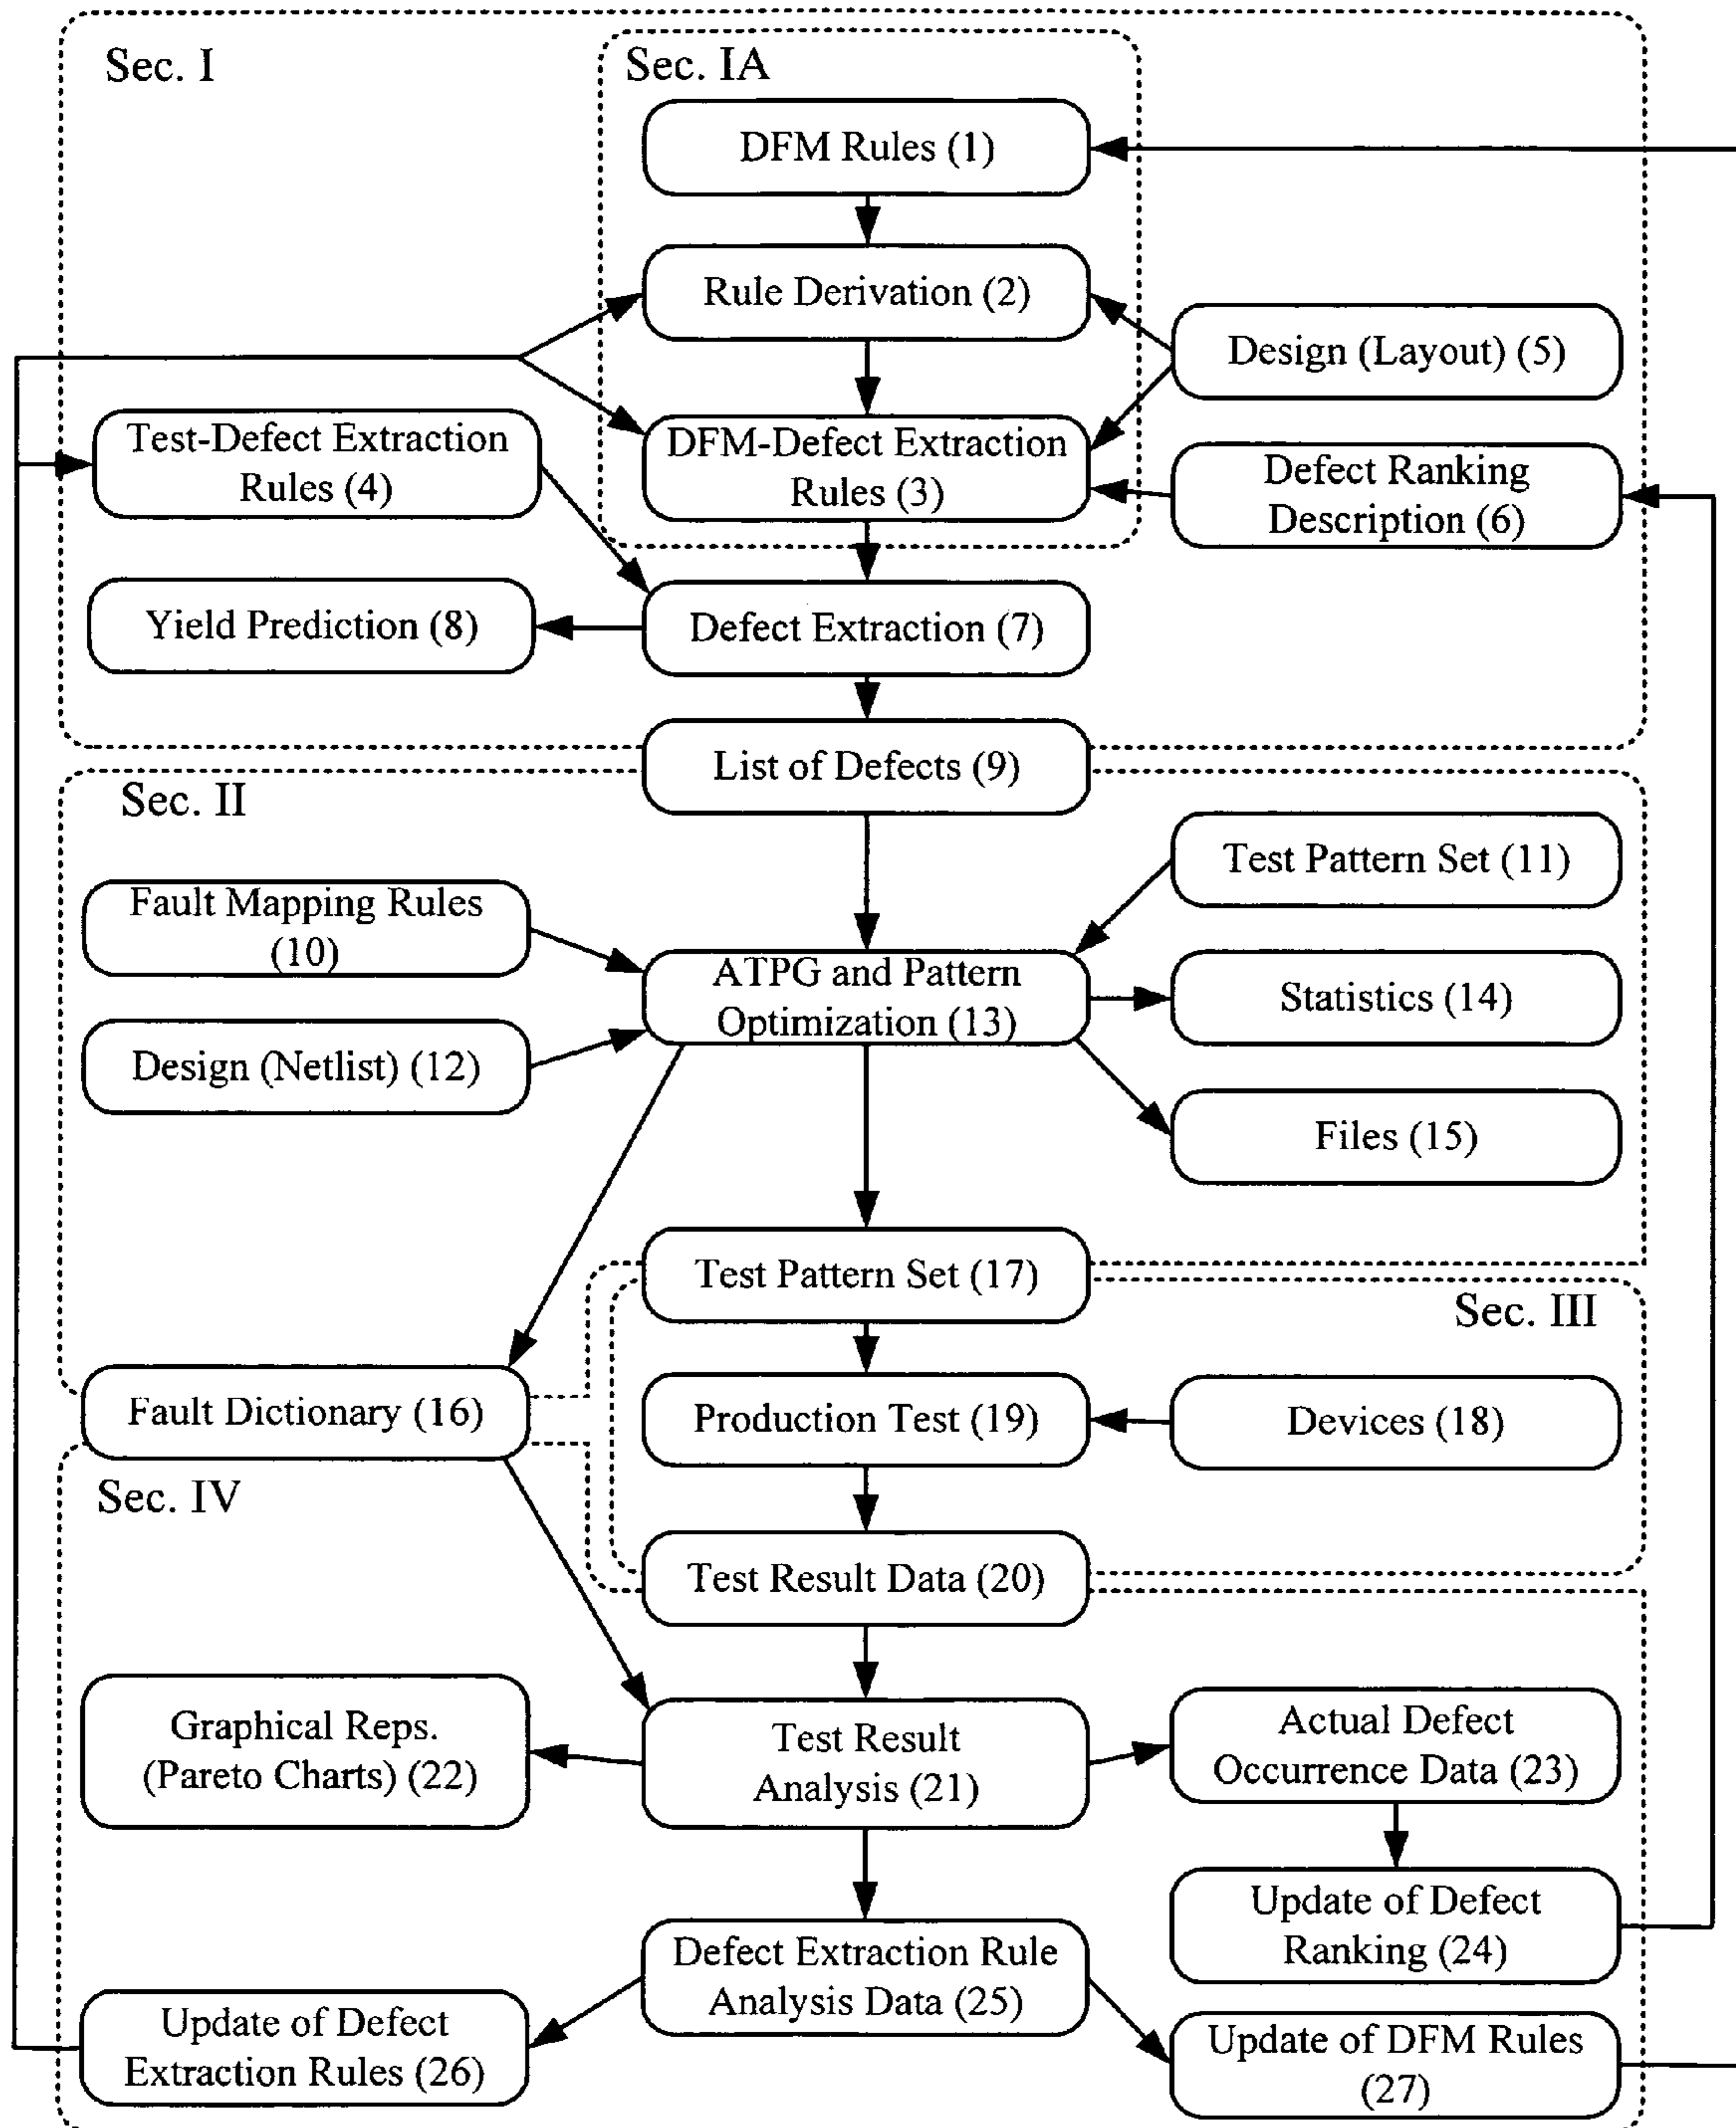 Sec. I
Sec. IA
DFM Rules (1)
Rule Derivation (2)
Design (Layout) (5)
Test-Defect Extraction
Rules (4)
DFM-Defect Extraction
Rules (3)
Defect Ranking
Description (6)
Yield Prediction (8)
Defect Extraction (7)
List of Defects (9)
Sec. II
Test Pattern Set (11)
Fault Mapping Rules
(10)
ATPG and Pattern
Optimization (13)
Statistics (14)
Design (Netlist) (12)
Files (15)
Test Pattern Set (17)
Sec. III
Fault Dictionary (16)
Production Test (19)
Devices (18)
Sec. IV
Test Result Data (20)
Graphical Reps.
(Pareto Charts) (22)
Test Result
Analysis (21)
Actual Defect
Occurrence Data (23)
Update of Defect
Ranking (24)
Defect Extraction Rule
Analysis Data (25)
Update of Defect
Extraction Rules (26)
Update of DFM Rules
(27)